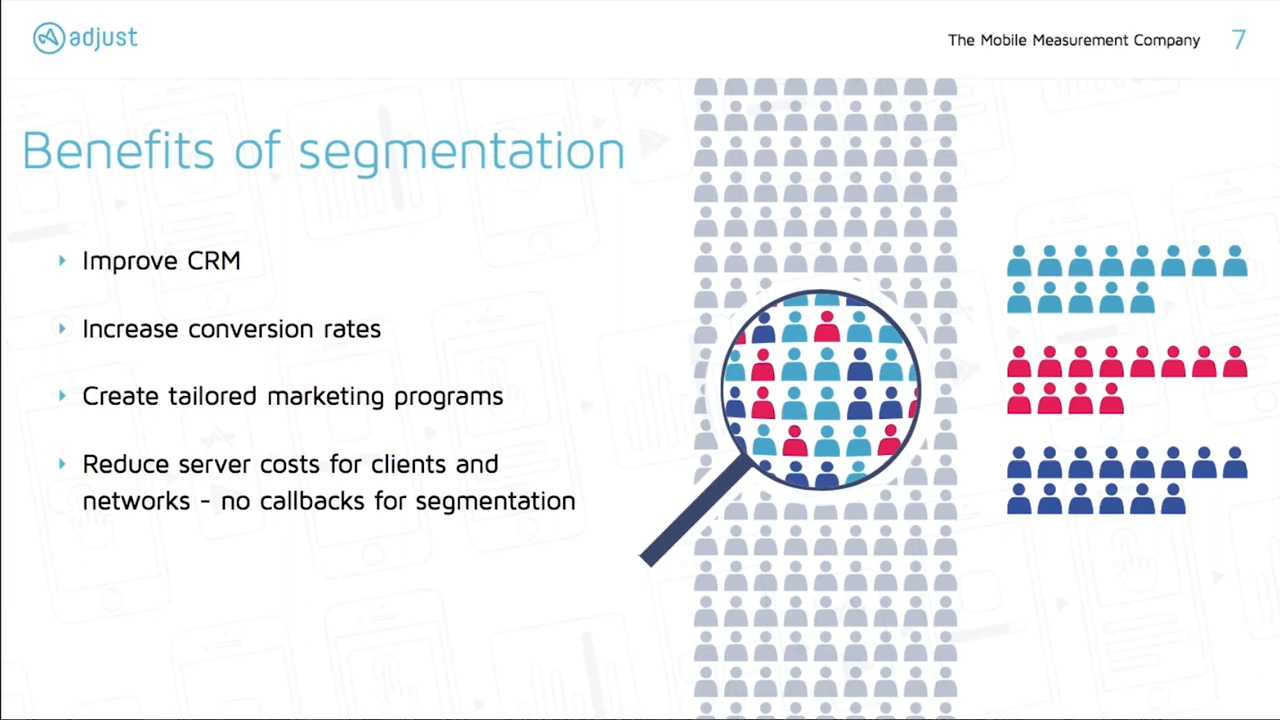 adjust
The Mobile Measurement Company
7
Benefits of segmentation
Improve CRM
Increase conversion rates
Create tailored marketing programs
Reduce server costs for clients and
networks - no callbacks for segmentation